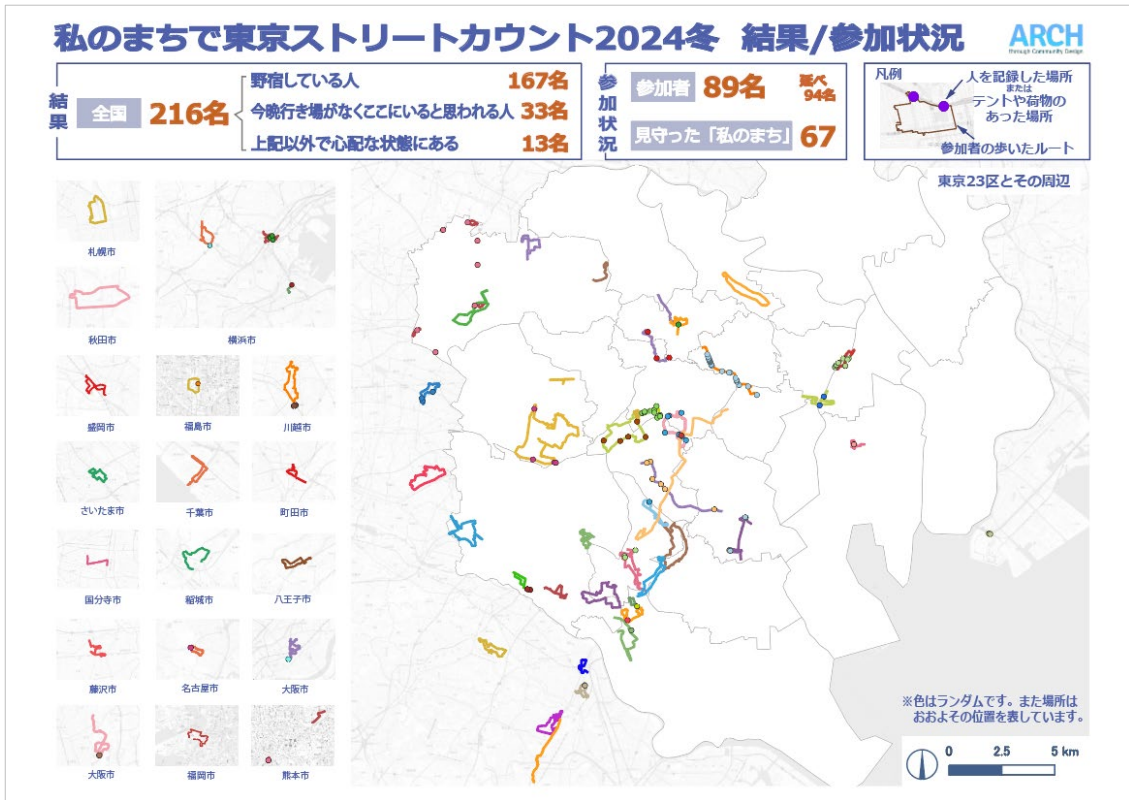 私のまちで東京ストリートカウント2024冬 結果/参加状況
ARCH
through Community Design
結果
全国 216名
野宿している人 167名
今晩行き場がなくここにいると思われる人 33名
上記以外で心配な状態にある 13名
参加状況
参加者 89名 延べ 94名
見守った「私のまち」 67
凡例
人を記録した場所
または
テントや荷物の
あった場所
参加者の歩いたルート
東京23区とその周辺
札幌市
秋田市
横浜市
盛岡市
福島市
川越市
さいたま市
千葉市
町田市
国分寺市
稲城市
八王子市
藤沢市
名古屋市
大阪市
大阪市
福岡市
熊本市
※色はランダムです。また場所は
おおよその位置を表しています。
0 2.5 5 km